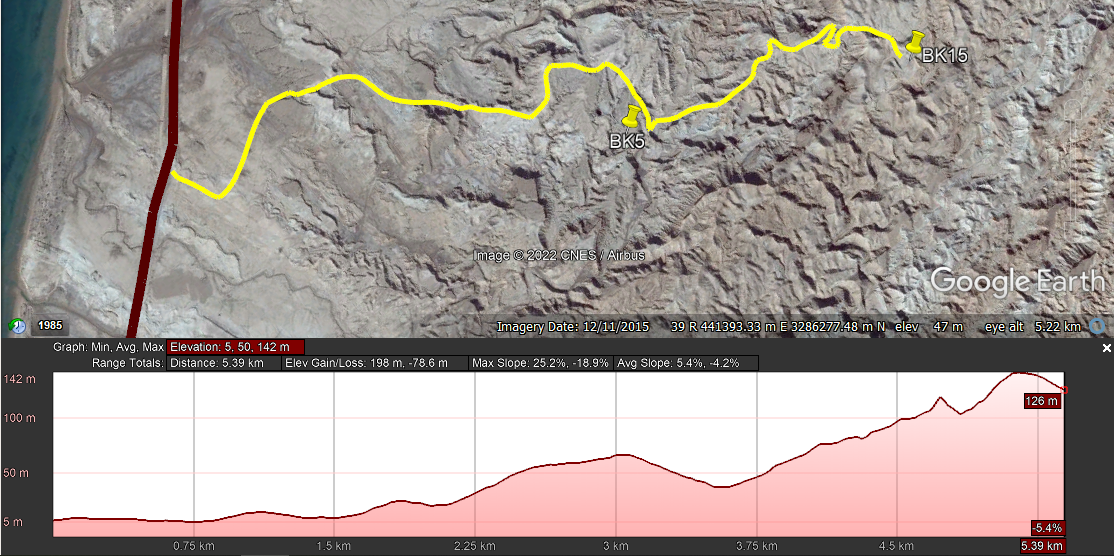 BK15
BK5
Image © 2022 CNES / Airbus
Google Earth
1985
Imagery Date: 12/11/2015 39 R 441393.33 m E 3286277.48 m N elev 47 m eye alt 5.22 km
Graph: Min, Avg, Max Elevation: 5, 50, 142 m
Range Totals: Distance: 5.39 km Elev Gain/Loss: 198 m, -78.6 m Max Slope: 25.2%, -18.9% Avg Slope: 5.4%, -4.2%
142 m
126 m
100 m
50 m
5 m
-5.4%
0.75 km 1.5 km 2.25 km 3 km 3.75 km 4.5 km 5.39 km